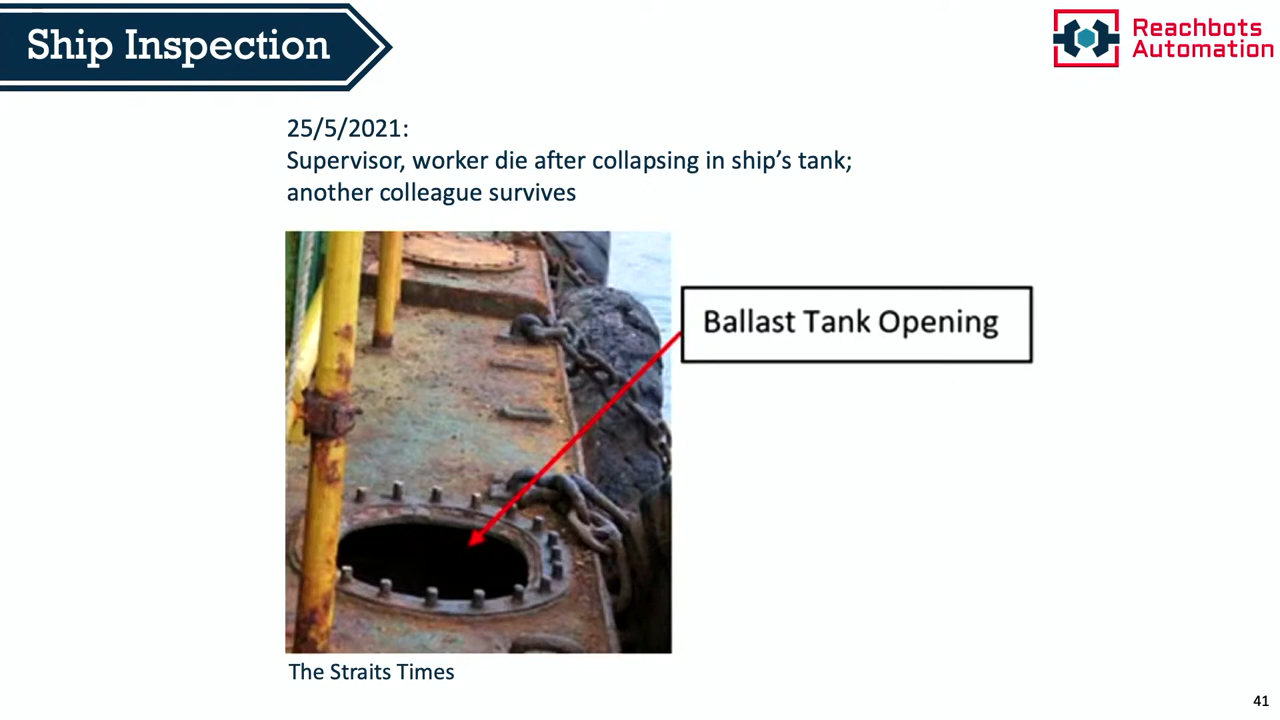 Ship Inspection
Reachbots
Automation
25/5/2021:
Supervisor, worker die after collapsing in ship's tank;
another colleague survives
Ballast Tank Opening
The Straits Times
41